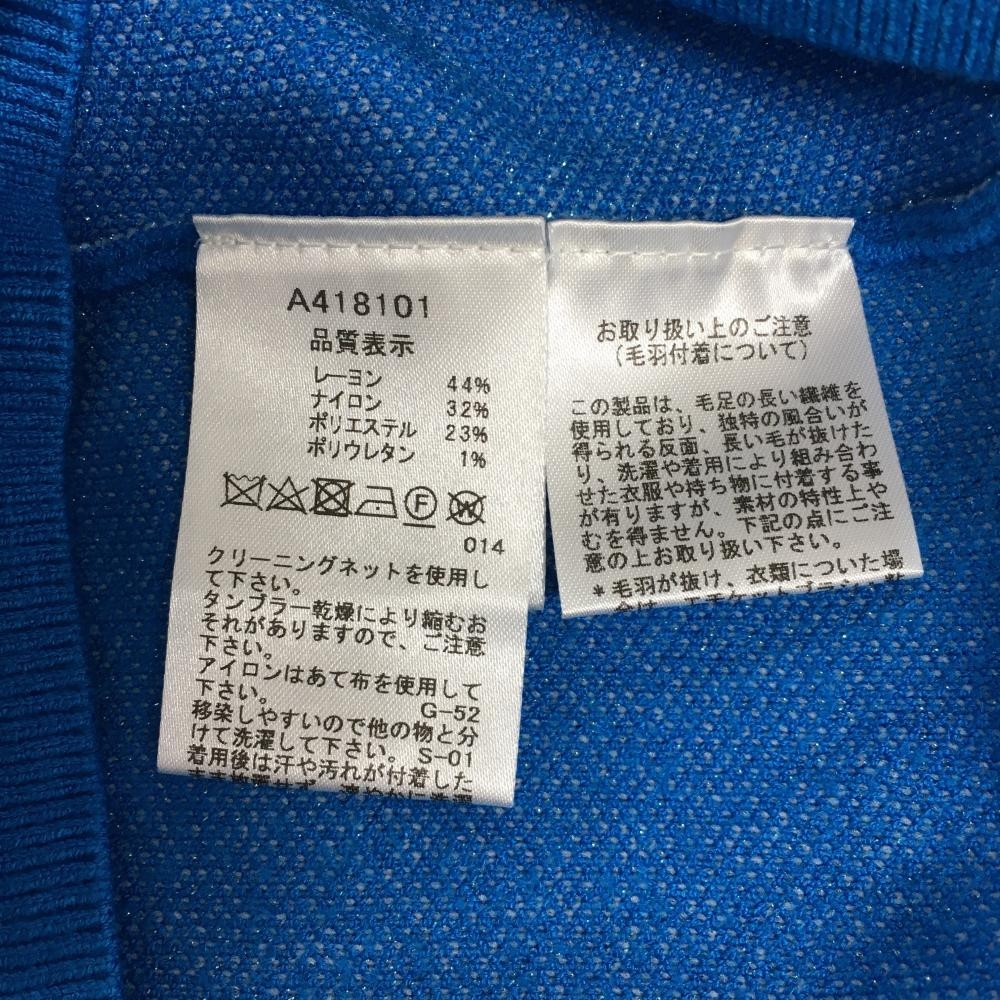 A418101
品質表示
レーヨン 44%
ナイロン 32%
ポリエステル 23%
ポリウレタン 1%
F
W
014
クリーニングネットを使用し
て下さい。
タンブラー乾燥により縮むお
それがありますので、ご注意
下さい。
アイロンはあて布を使用して
下さい。 G-52
移染しやすいので他の物と分
けて洗濯して下さい。 S-01
着用後は汗や汚れが付着した
お取り扱い上のご注意
(毛羽付着について)
この製品は、毛足の長い繊維を
使用しており、独特の風合いが
得られる反面、長い毛が抜けた
り、洗濯や着用により組み合わ
せた衣服や持ち物に付着する事
が有りますが、素材の特性上や
むを得ません。下記の点にご注
意の上お取り扱い下さい。
*毛羽が抜け、衣類についた場